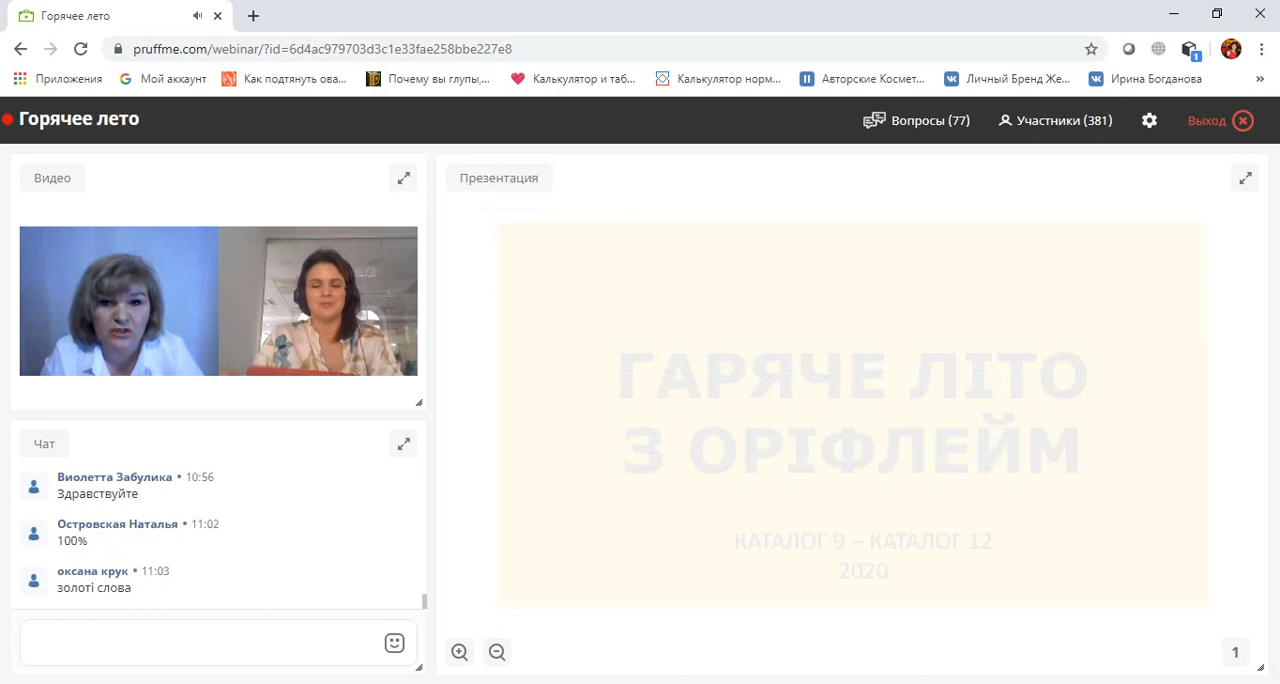 Горячее лето
pruffme.com/webinar/?id=6d4ac979703d3c1e33fae258bbe227e8
1
Приложения
Мой аккаунт
Как подтянуть ова...
Почему вы глупы,...
Калькулятор и таб...
Калькулятор норм...
Авторские Космет...
Личный Бренд Же...
Ирина Богданова
»
Горячее лето
Вопросы (77)
Участники (381)
Выход
Видео
Презентация
ГАРЯЧЕ ЛІТО
З ОРІФЛЕЙМ
КАТАЛОГ 9 – КАТАЛОГ 12
2020
Чат
Виолетта Забулика • 10:56
Здравствуйте
Островская Наталья • 11:02
100%
оксана крук • 11:03
золоті слова
1